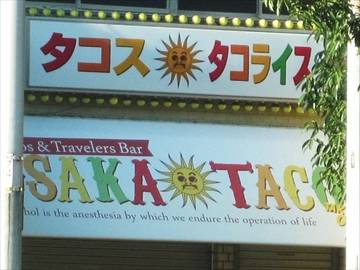 タコス タコライス
os & Travelers Bar
SAKA TACO
hol is the anesthesia by which we endure the operation of life